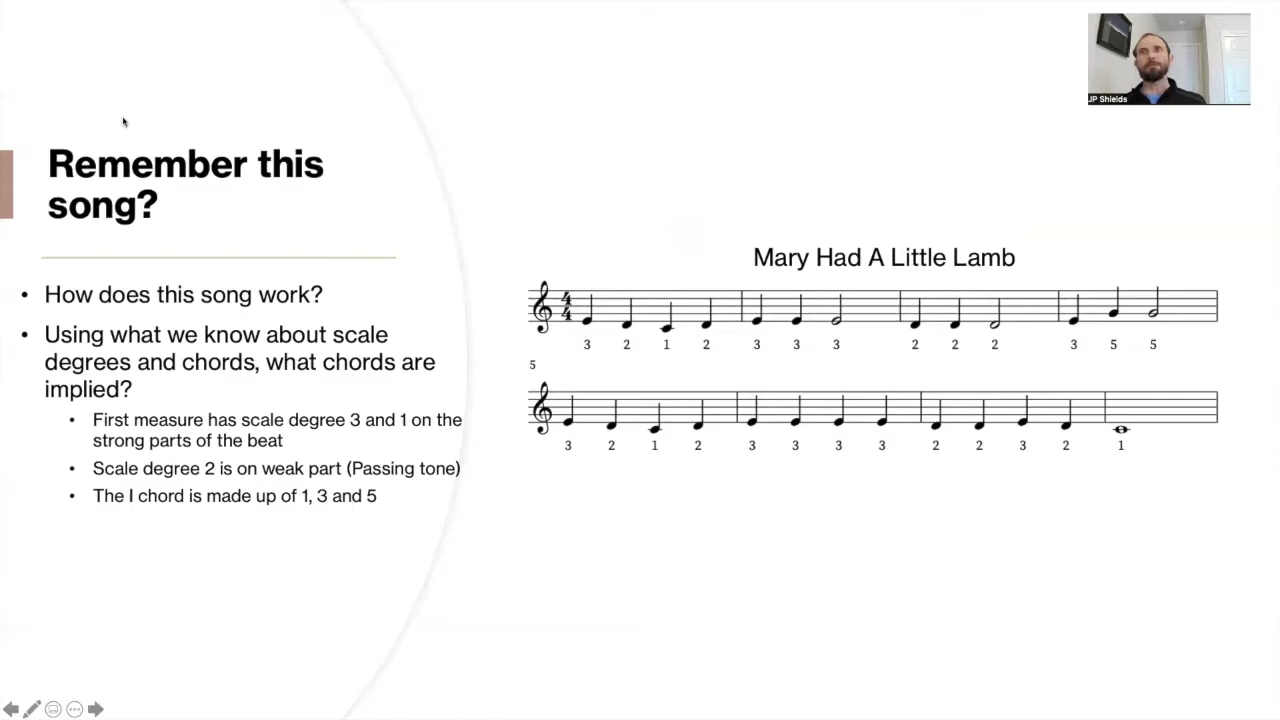 JP Shields
Remember this
song?
• How does this song work?
• Using what we know about scale
degrees and chords, what chords are
implied?
• First measure has scale degree 3 and 1 on the
strong parts of the beat
• Scale degree 2 is on weak part (Passing tone)
• The I chord is made up of 1, 3 and 5
Mary Had A Little Lamb
4
4
3 2 1 2 3 3 3 2 2 2 3 5 5
5
3 2 1 2 3 3 3 3 2 2 3 2 1